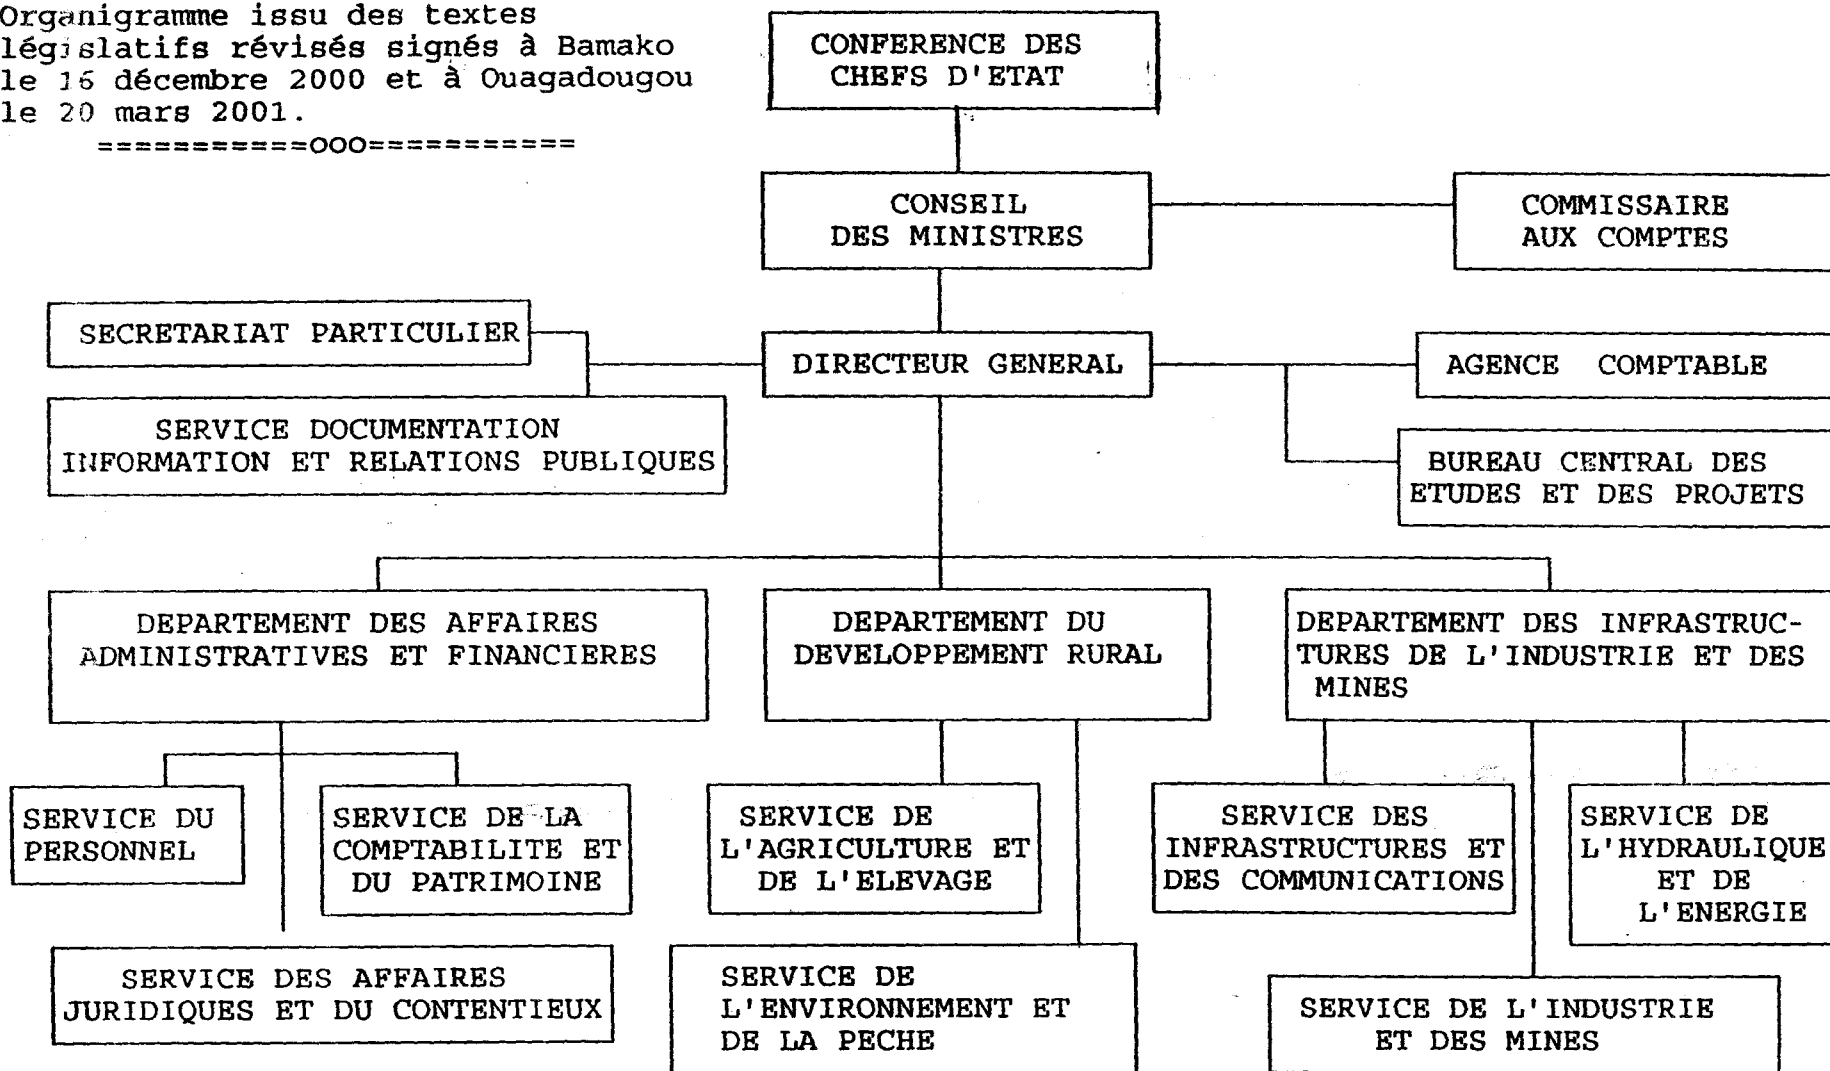 Organigramme issu des textes
législatifs révisés signés à Bamako
le 16 décembre 2000 et à Ouagadougou
le 20 mars 2001.
===========OOO===========
CONFERENCE DES
CHEFS D'ETAT
CONSEIL
DES MINISTRES
COMMISSAIRE
AUX COMPTES
SECRETARIAT PARTICULIER
DIRECTEUR GENERAL
AGENCE COMPTABLE
SERVICE DOCUMENTATION
INFORMATION ET RELATIONS PUBLIQUES
BUREAU CENTRAL DES
ETUDES ET DES PROJETS
DEPARTEMENT DES AFFAIRES
ADMINISTRATIVES ET FINANCIERES
DEPARTEMENT DU
DEVELOPPEMENT RURAL
DEPARTEMENT DES INFRASTRUC-
TURES DE L'INDUSTRIE ET DES
MINES
SERVICE DU
PERSONNEL
SERVICE DE LA
COMPTABILITE ET
DU PATRIMOINE
SERVICE DE
L'AGRICULTURE ET
DE L'ELEVAGE
SERVICE DES
INFRASTRUCTURES ET
DES COMMUNICATIONS
SERVICE DE
L'HYDRAULIQUE
ET DE
L'ENERGIE
SERVICE DES AFFAIRES
JURIDIQUES ET DU CONTENTIEUX
SERVICE DE
L'ENVIRONNEMENT ET
DE LA PECHE
SERVICE DE L'INDUSTRIE
ET DES MINES